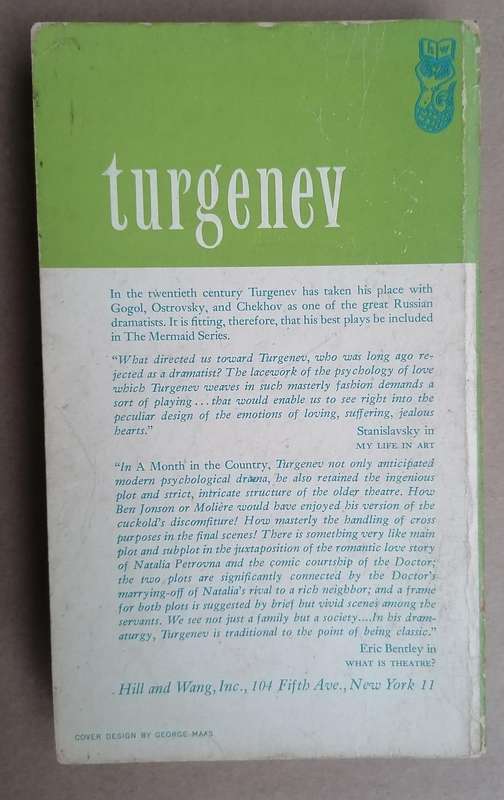 h w
turgenev
In the twentieth century Turgenev has taken his place with
Gogol, Ostrovsky, and Chekhov as one of the great Russian
dramatists. It is fitting, therefore, that his best plays be included
in The Mermaid Series.
"What directed us toward Turgenev, who was long ago re-
jected as a dramatist? The lacework of the psychology of love
which Turgenev weaves in such masterly fashion demands a
sort of playing ... that would enable us to see right into the
peculiar design of the emotions of loving, suffering, jealous
hearts."
Stanislavsky in
MY LIFE IN ART
"In A Month in the Country, Turgenev not only anticipated
modern psychological drama, he also retained the ingenious
plot and strict, intricate structure of the older theatre. How
Ben Jonson or Molière would have enjoyed his version of the
cuckold's discomfiture! How masterly the handling of cross
purposes in the final scenes! There is something very like main
plot and subplot in the juxtaposition of the romantic love story
of Natalia Petrovna and the comic courtship of the Doctor;
the two plots are significantly connected by the Doctor's
marrying-off of Natalia's rival to a rich neighbor; and a frame
for both plots is suggested by brief but vivid scenes among the
servants. We see not just a family but a society....In his dram-
aturgy, Turgenev is traditional to the point of being classic."
Eric Bentley in
WHAT IS THEATRE?
Hill and Wang, Inc., 104 Fifth Ave., New York 11
COVER DESIGN BY GEORGE MAAS